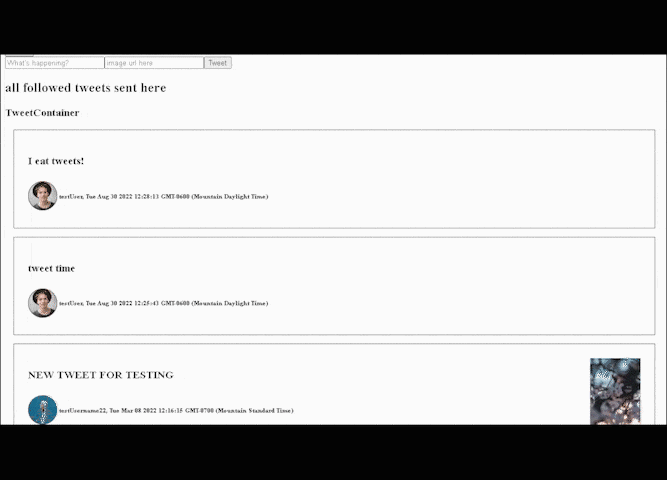 What's happening? image url here Tweet
all followed tweets sent here
TweetContainer
I eat tweets!
testUser, Tue Aug 30 2022 12:28:13 GMT-0600 (Mountain Daylight Time)
tweet time
testUser, Tue Aug 30 2022 12:25:43 GMT-0600 (Mountain Daylight Time)
NEW TWEET FOR TESTING
testUsername22, Tue Mar 08 2022 12:16:15 GMT-0700 (Mountain Standard Time)